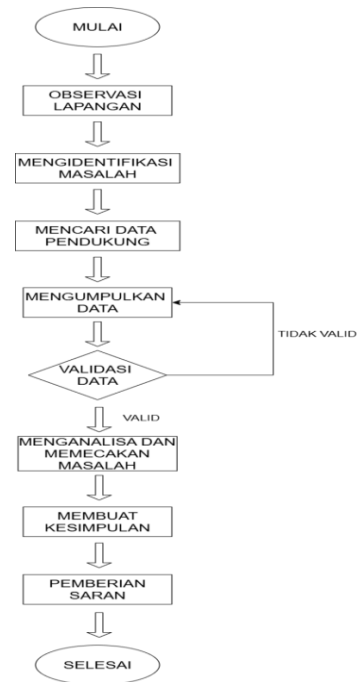 MULAI
OBSERVASI
LAPANGAN
MENGIDENTIFIKASI
MASALAH
MENCARI DATA
PENDUKUNG
MENGUMPULKAN
DATA
TIDAK VALID
VALIDASI
DATA
VALID
MENGANALISA DAN
MEMECAKAN
MASALAH
MEMBUAT
KESIMPULAN
PEMBERIAN
SARAN
SELESAI